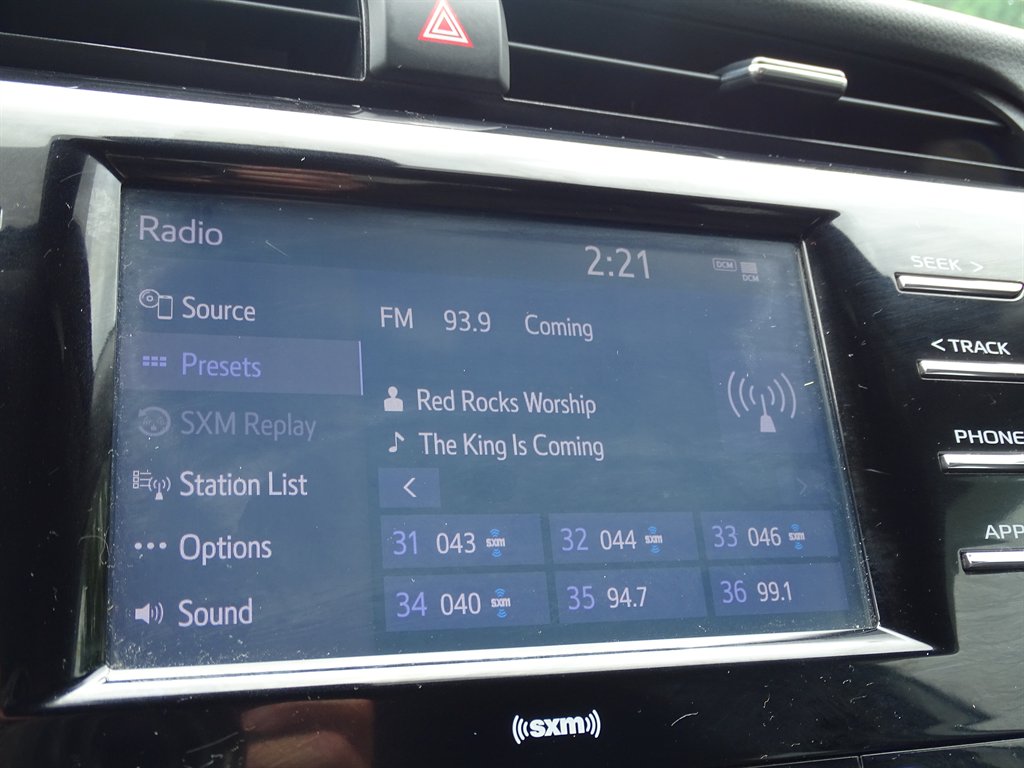 Radio
2:21
DCM
DCM
Source
FM 93.9 Coming
Presets
Red Rocks Worship
SXM Replay
The King Is Coming
Station List
<
31 043 sxm
32 044 sxm
33 046 sxm
Options
34 040 sxm
35 94.7
36 99.1
Sound
SEEK >
< TRACK
PHONE
APP
((sxm))